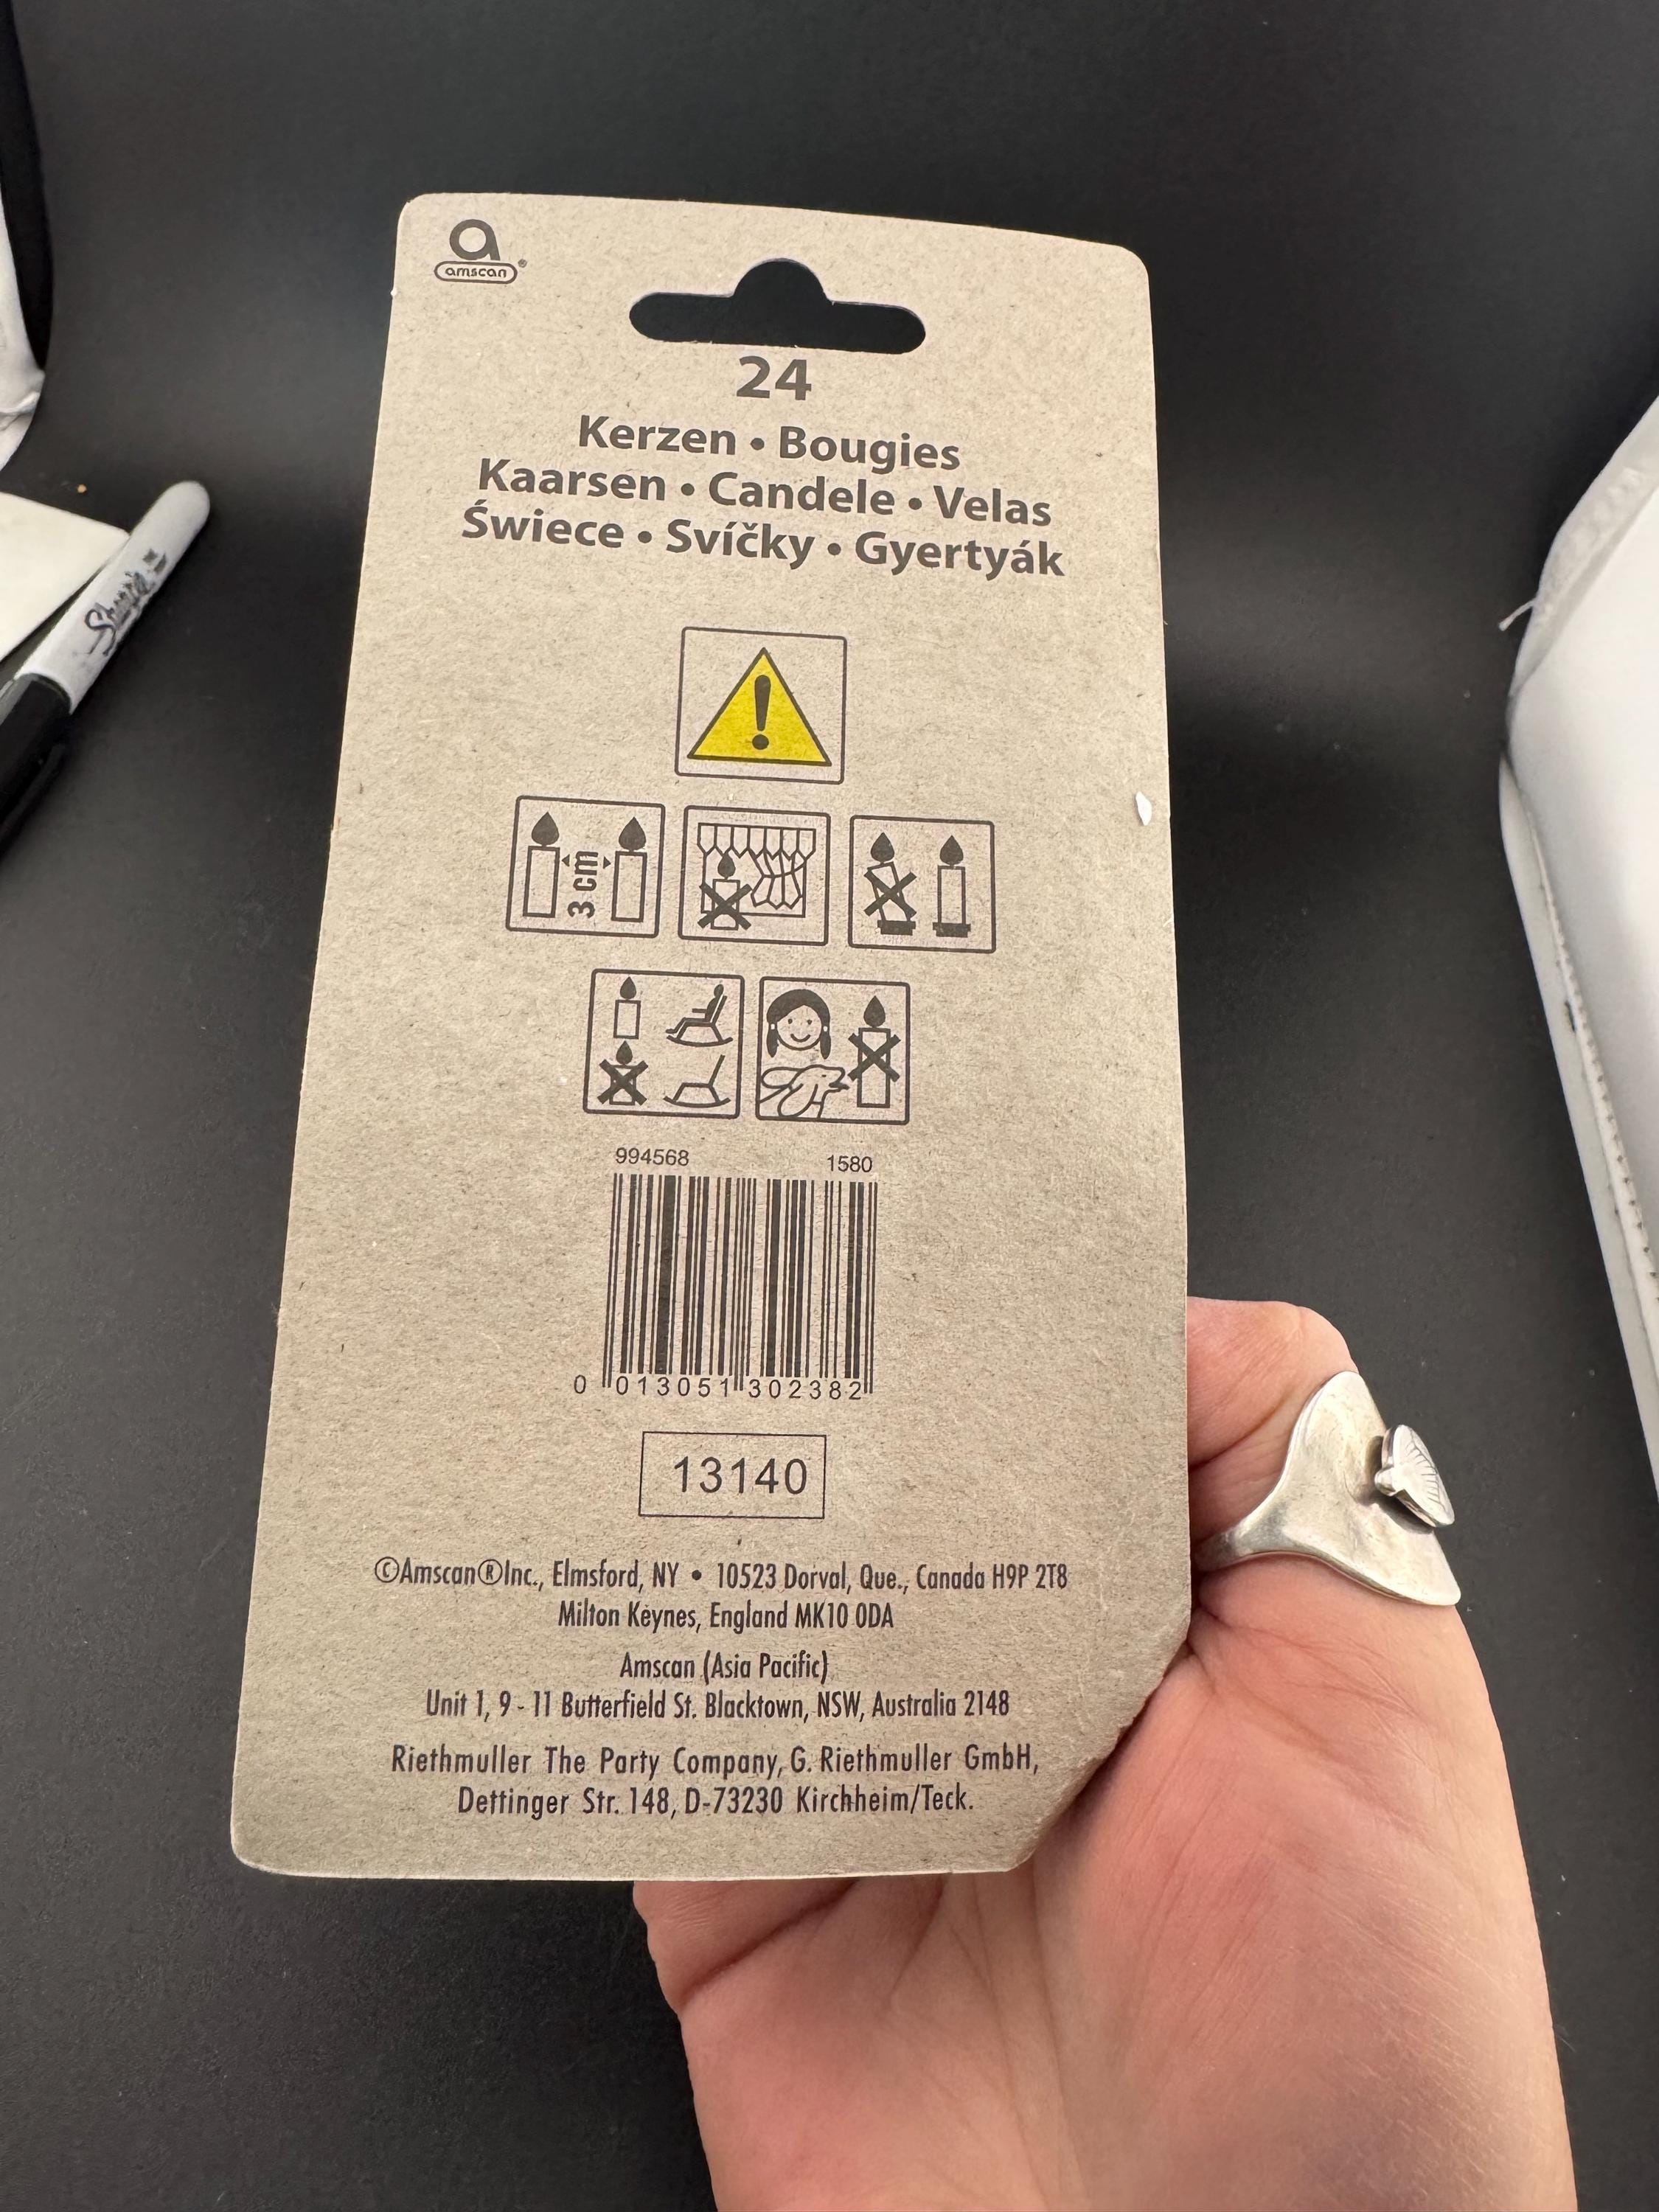 a
amscan®
24
Kerzen • Bougies
Kaarsen • Candele • Velas
Świece • Svíčky • Gyertyák
Sharpie
3 cm
994568 1580
0 013051 302382
13140
©Amscan®Inc., Elmsford, NY • 10523 Dorval, Que., Canada H9P 2T8
Milton Keynes, England MK10 0DA
Amscan (Asia Pacific)
Unit 1, 9 - 11 Butterfield St. Blacktown, NSW, Australia 2148
Riethmuller The Party Company, G. Riethmuller GmbH,
Dettinger Str. 148, D-73230 Kirchheim/Teck.